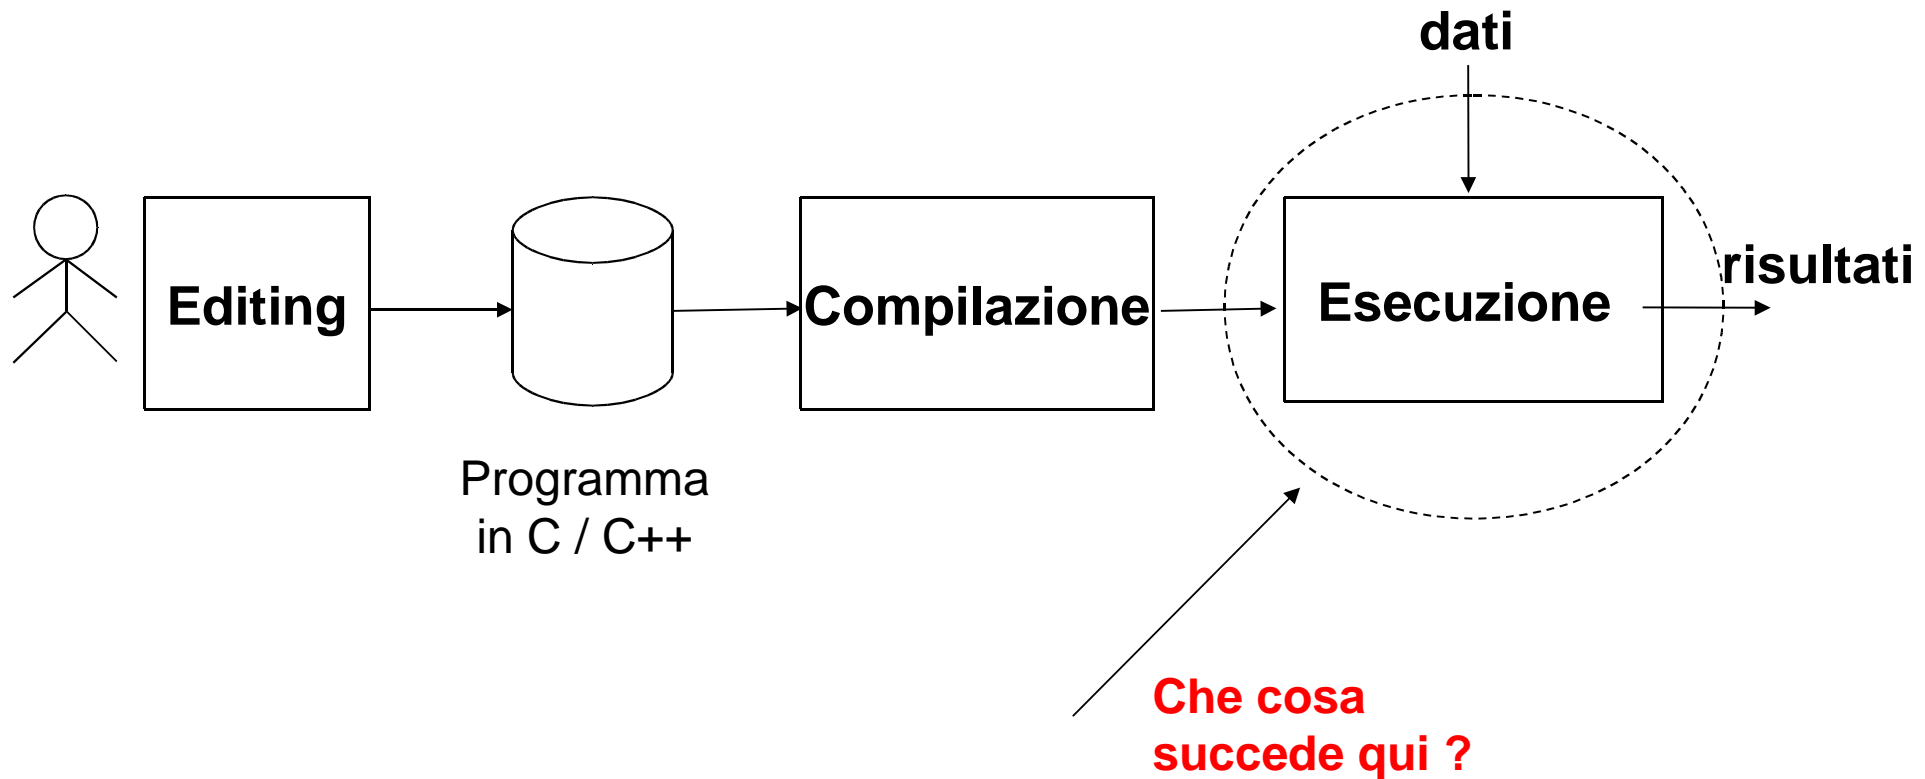 dati
Editing
Compilazione
Esecuzione
risultati
Programma
in C / C++
Che cosa
succede qui ?